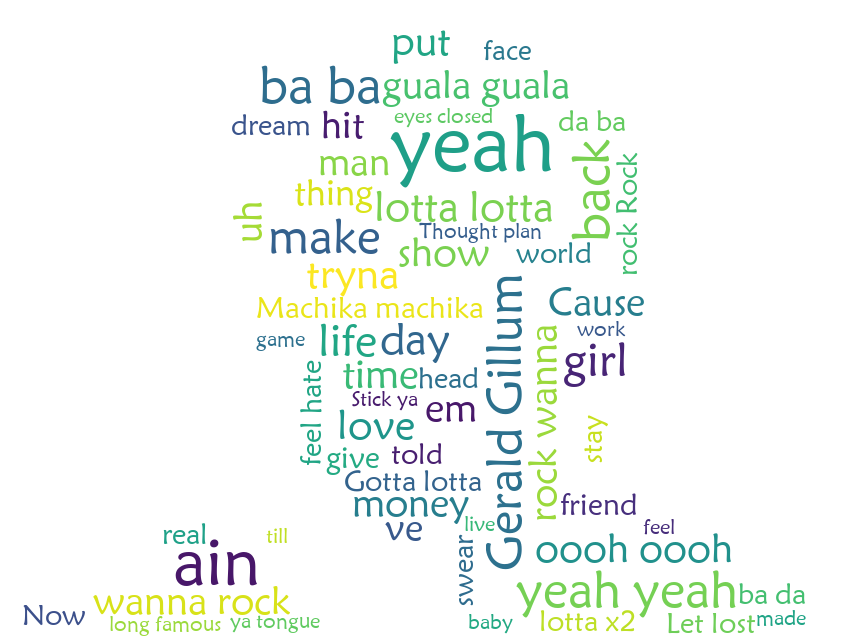 put
face
ba ba
guala guala
eyes closed
dream
hit
yeah
da ba
man
back
rock Rock
thing
lotta lotta
uh
make
Thought plan
show
world
tryna
Machika machika
Cause
Gerald Gillum
game
life
day
work
rock wanna
girl
time
head
feel hate
Stick ya
em
love
stay
give
told
Gotta lotta
money
friend
ve
live
feel
real
till
swear
oooh oooh
ain
yeah yeah
ba da
wanna rock
Now
long famous
ya tongue
baby
lotta x2
Let lost
made